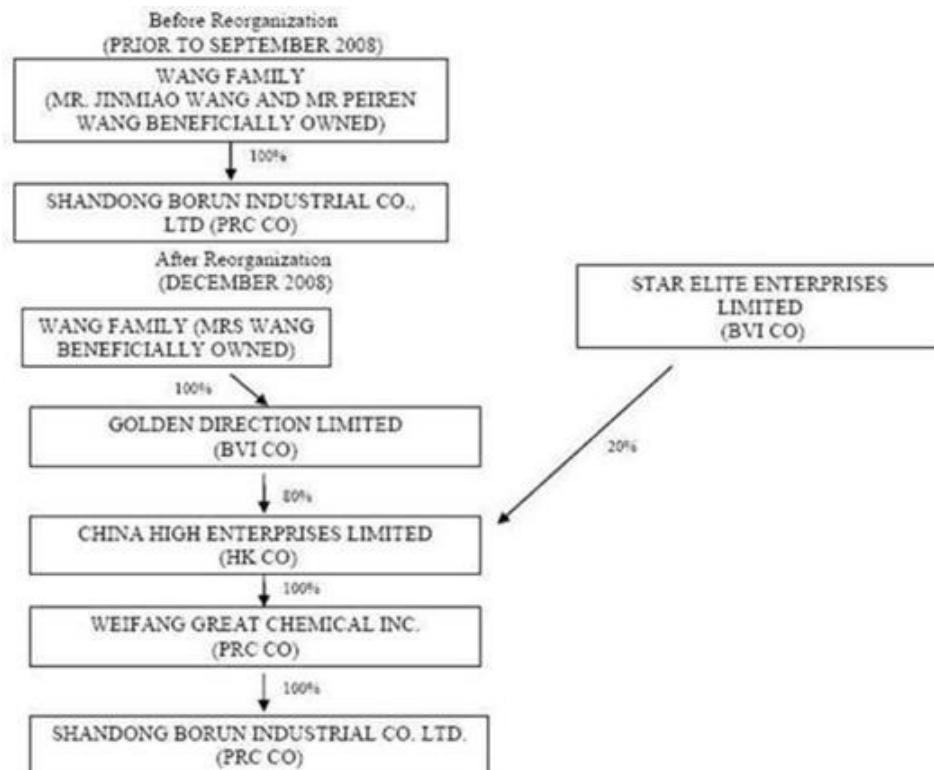 Before Reorganization
(PRIOR TO SEPTEMBER 2008)
WANG FAMILY
(MR. JINMIAO WANG AND MR PEIREN
WANG BENEFICIALLY OWNED)
100%
SHANDONG BORUN INDUSTRIAL CO.,
LTD (PRC CO)
After Reorganization
(DECEMBER 2008)
STAR ELITE ENTERPRISES
LIMITED
(BVI CO)
WANG FAMILY (MRS WANG
BENEFICIALLY OWNED)
100%
GOLDEN DIRECTION LIMITED
(BVI CO)
20%
80%
CHINA HIGH ENTERPRISES LIMITED
(HK CO)
100%
WEIFANG GREAT CHEMICAL INC.
(PRC CO)
100%
SHANDONG BORUN INDUSTRIAL CO. LTD.
(PRC CO)